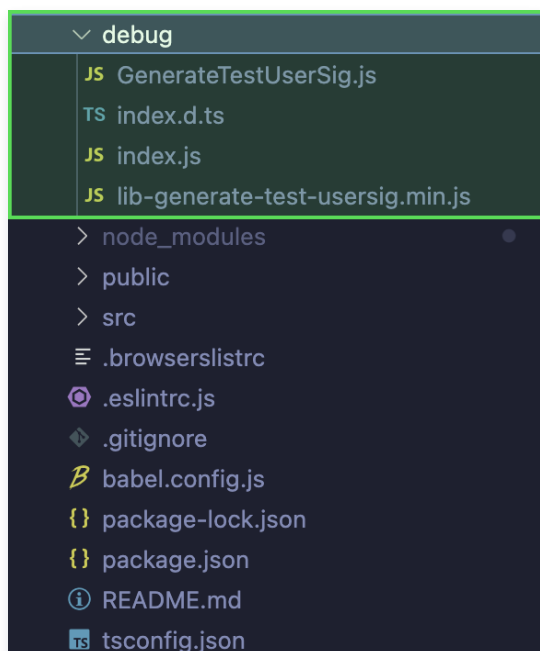 debug
JS GenerateTestUserSig.js
TS index.d.ts
JS index.js
JS lib-generate-test-usersig.min.js
node_modules
public
src
.browserslistrc
.eslintrc.js
.gitignore
babel.config.js
{} package-lock.json
{} package.json
README.md
TS tsconfig.json